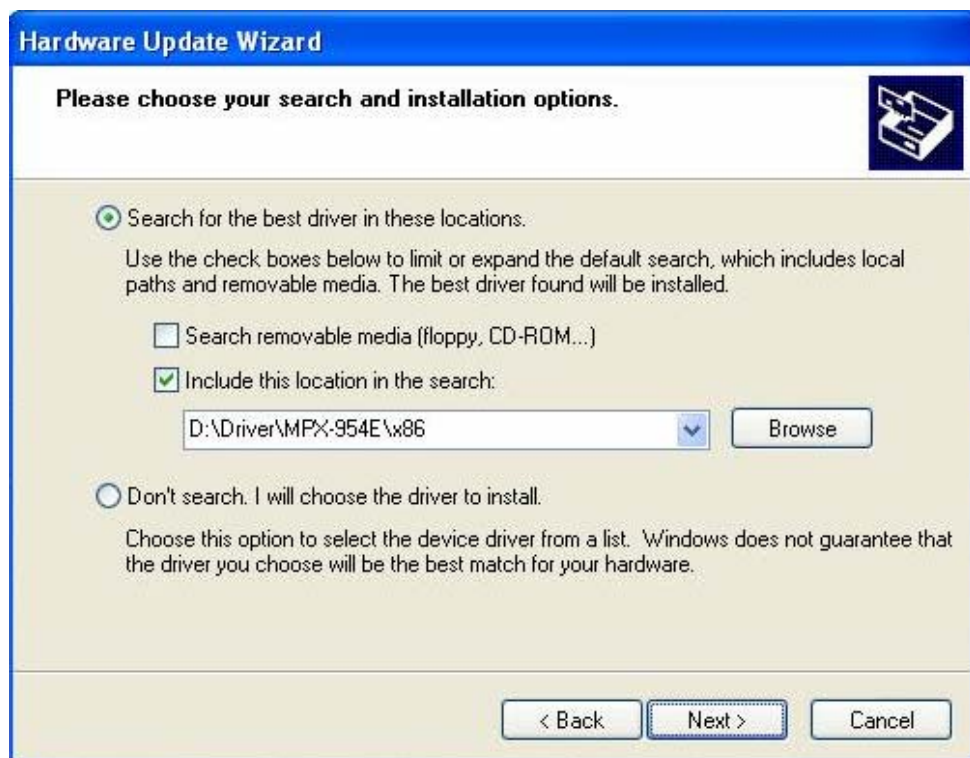 Hardware Update Wizard
Please choose your search and installation options.
Search for the best driver in these locations.
Use the check boxes below to limit or expand the default search, which includes local
paths and removable media. The best driver found will be installed.
Search removable media (floppy, CD-ROM...)
Include this location in the search:
D:\Driver\MPX-954E\x86
Browse
Don't search. I will choose the driver to install.
Choose this option to select the device driver from a list. Windows does not guarantee that
the driver you choose will be the best match for your hardware.
< Back Next > Cancel